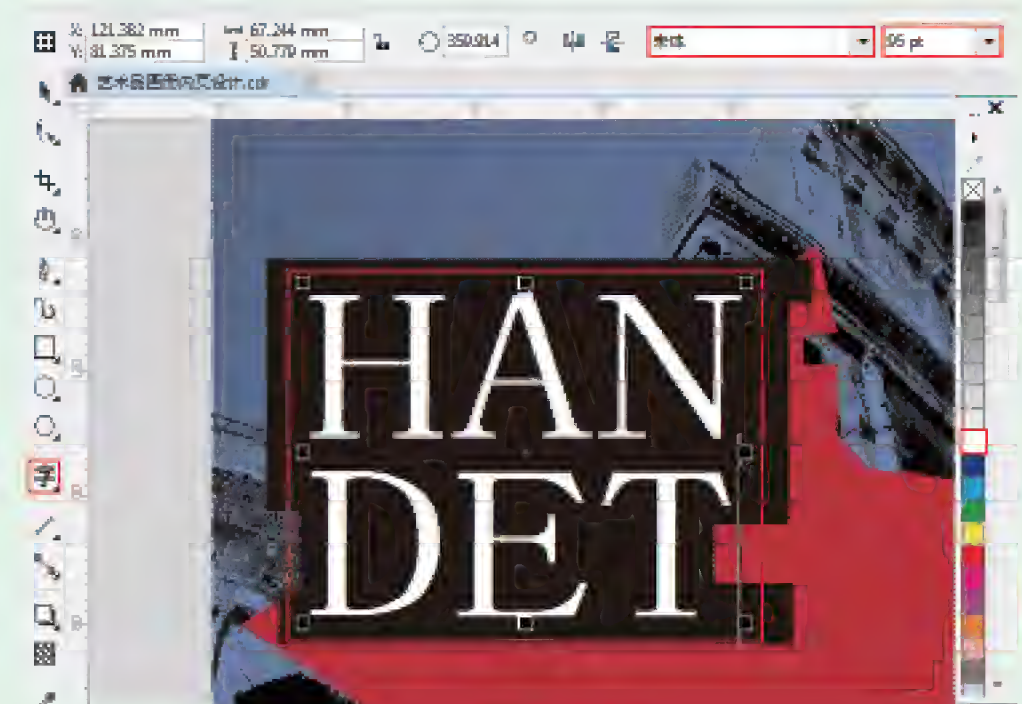 X: 121.382 mm
Y: 81.375 mm
67.244 mm
50.779 mm
359.914
宋体
95 pt
HAN
DET